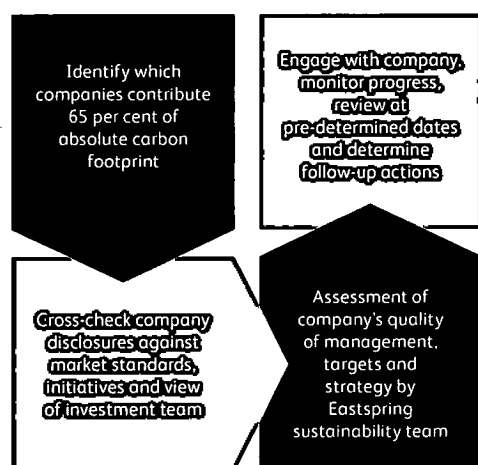 Identify which
companies contribute
65 per cent of
absolute carbon
footprint
Cross-check company
disclosures against
market standards,
initiatives and view
of investment team
Assessment of
company's quality
of management,
targets and
strategy by
Eastspring
sustainability team
Engage with company,
monitor progress,
review at
pre-determined dates
and determine
follow-up actions